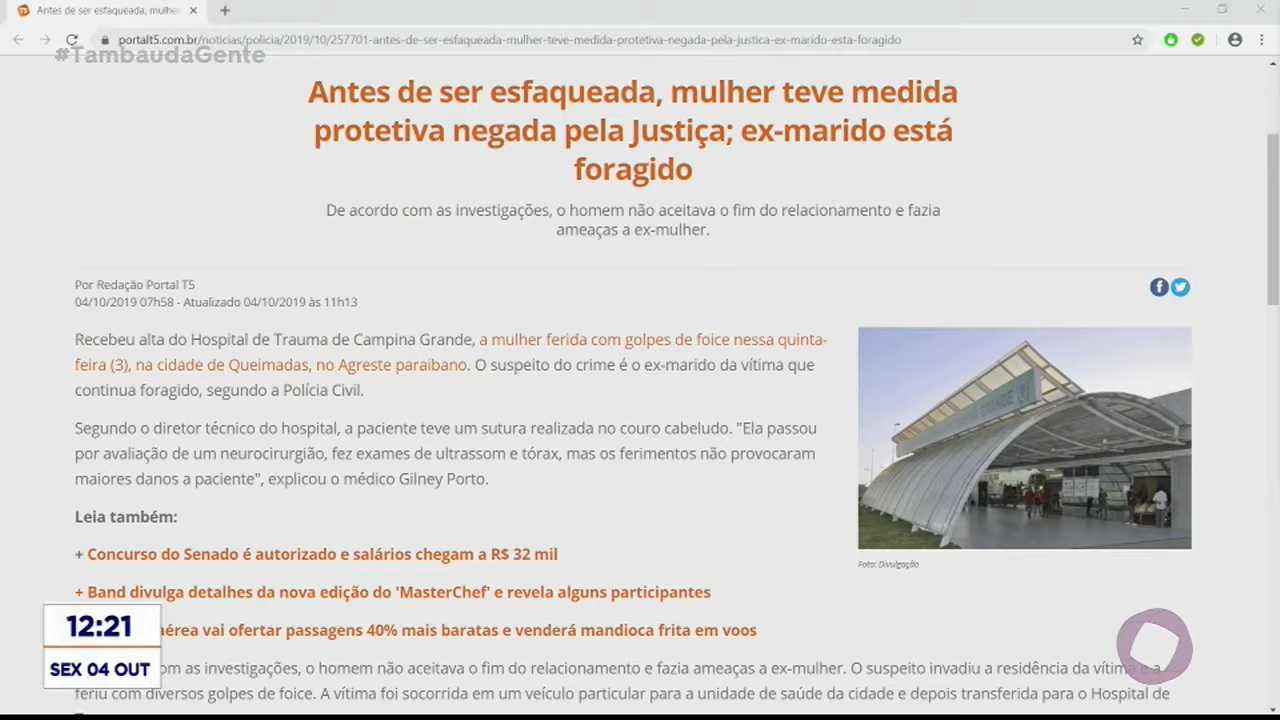 Antes de ser esfaqueada, mulhe
portalt5.com.br/noticias/policia/2019/10/257701-antes-de-ser-esfaqueada-mulher-teve-medida-protetiva-negada-pela-justica-ex-marido-esta-foragido
#TambaudaGente
Antes de ser esfaqueada, mulher teve medida
protetiva negada pela Justiça; ex-marido está
foragido
De acordo com as investigações, o homem não aceitava o fim do relacionamento e fazia
ameaças a ex-mulher.
Por Redação Portal T5
04/10/2019 07h58 - Atualizado 04/10/2019 às 11h13
Recebeu alta do Hospital de Trauma de Campina Grande, a mulher ferida com golpes de foice nessa quinta-
feira (3), na cidade de Queimadas, no Agreste paraibano. O suspeito do crime é o ex-marido da vítima que
continua foragido, segundo a Polícia Civil.
Segundo o diretor técnico do hospital, a paciente teve um sutura realizada no couro cabeludo. "Ela passou
por avaliação de um neurocirurgião, fez exames de ultrassom e tórax, mas os ferimentos não provocaram
maiores danos a paciente", explicou o médico Gilney Porto.
GRANDE
Foto: Divulgação
Leia também:
+ Concurso do Senado é autorizado e salários chegam a R$ 32 mil
+ Band divulga detalhes da nova edição do 'MasterChef' e revela alguns participantes
aérea vai ofertar passagens 40% mais baratas e venderá mandioca frita em voos
om as investigações, o homem não aceitava o fim do relacionamento e fazia ameaças a ex-mulher. O suspeito invadiu a residência da vítima e a
feriu com diversos golpes de foice. A vítima foi socorrida em um veículo particular para a unidade de saúde da cidade e depois transferida para o Hospital de
12:21
SEX 04 OUT